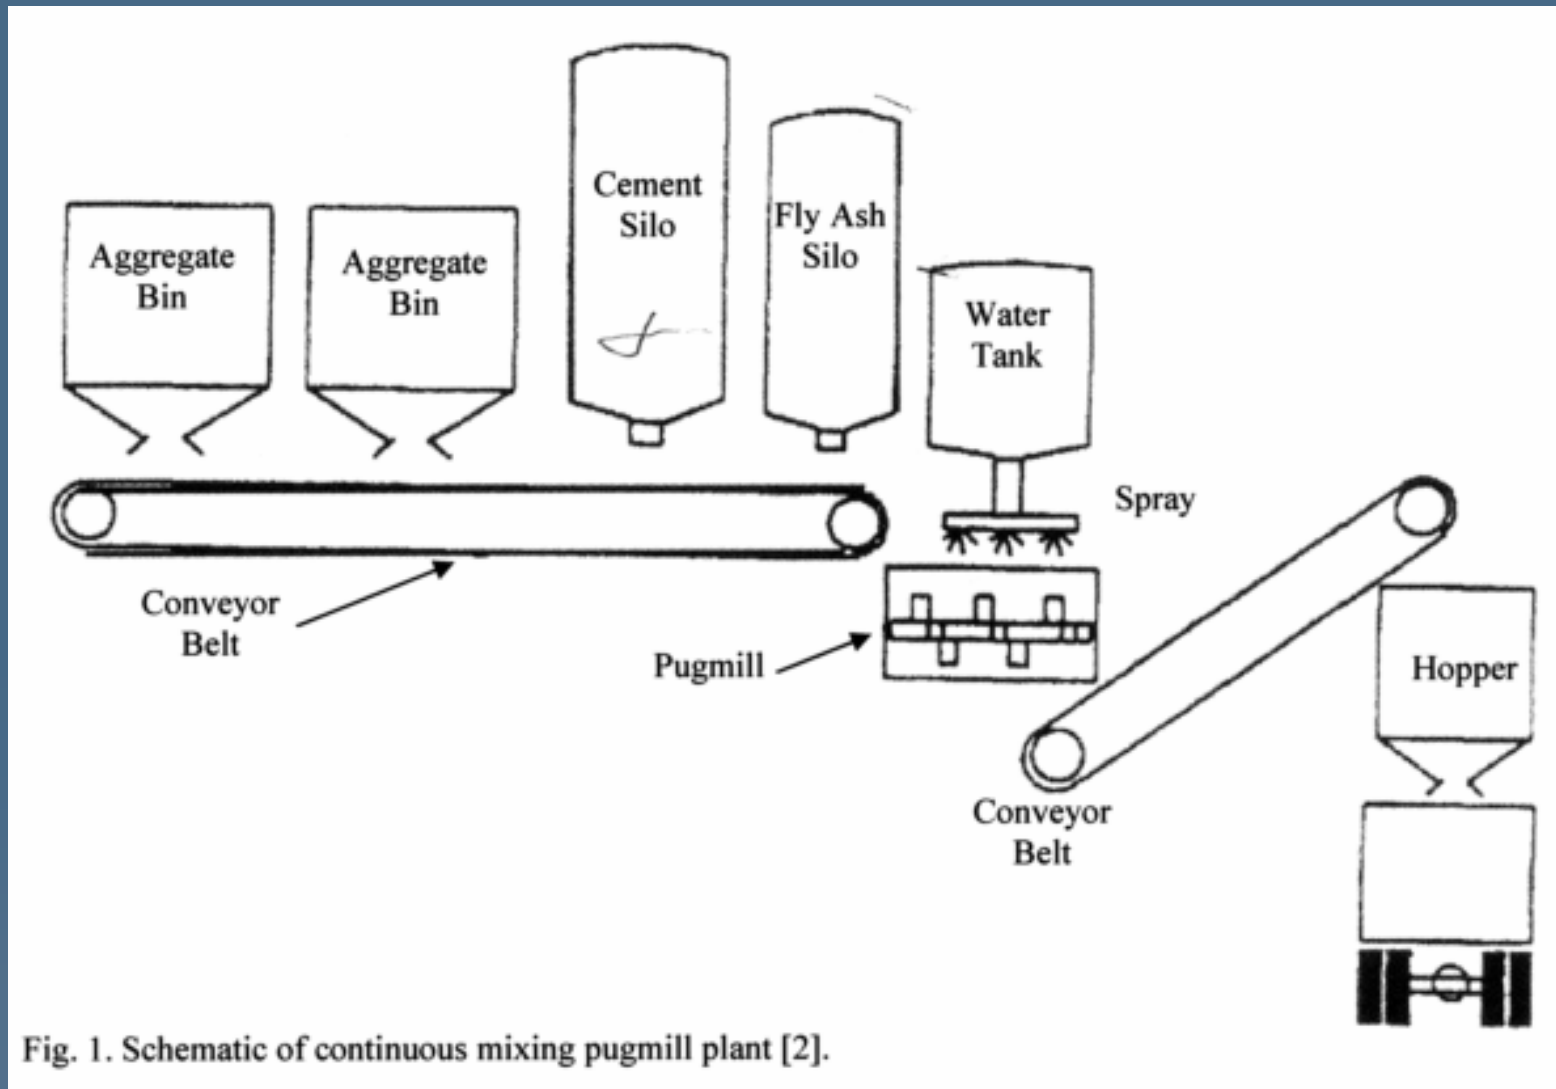 Cement
Silo
Fly Ash
Silo
Aggregate
Bin
Aggregate
Bin
Water
Tank
Spray
Conveyor
Belt
Pugmill
Hopper
Conveyor
Belt
Fig. 1. Schematic of continuous mixing pugmill plant [2].